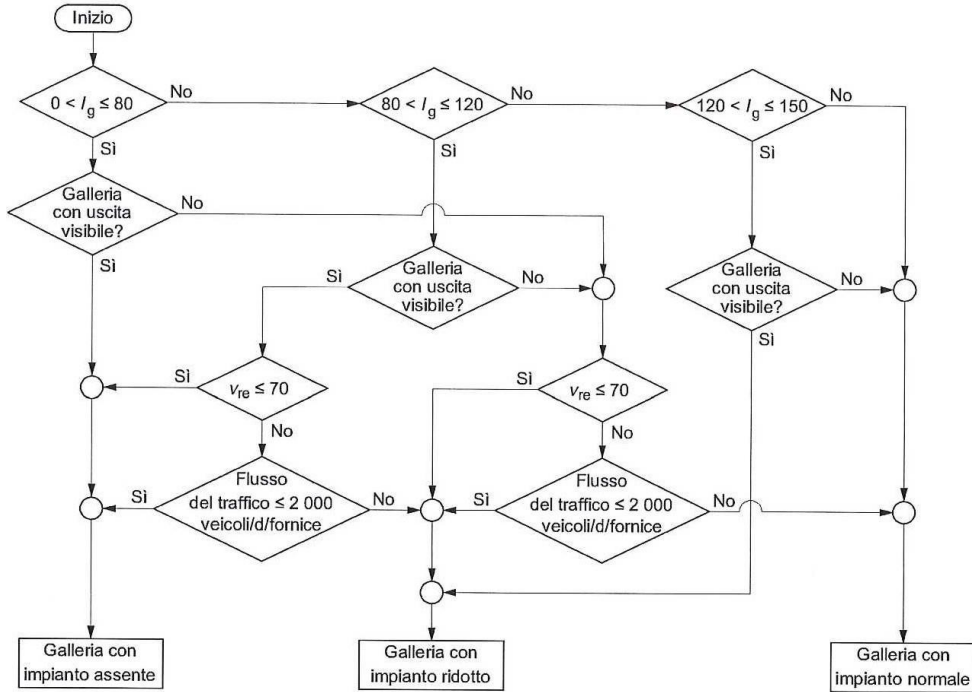 Inizio
0 < lg ≤ 80
No
80 < lg ≤ 120
No
120 < lg ≤ 150
No
Sì
Sì
Sì
Galleria
con uscita
visibile?
No
Sì
Sì
Galleria
con uscita
visibile?
No
Galleria
con uscita
visibile?
No
Sì
Sì
vre ≤ 70
No
Sì
vre ≤ 70
No
Sì
Flusso
del traffico ≤ 2 000
veicoli/d/fornice
No
Sì
Flusso
del traffico ≤ 2 000
veicoli/d/fornice
No
Galleria con
impianto assente
Galleria con
impianto ridotto
Galleria con
impianto normale